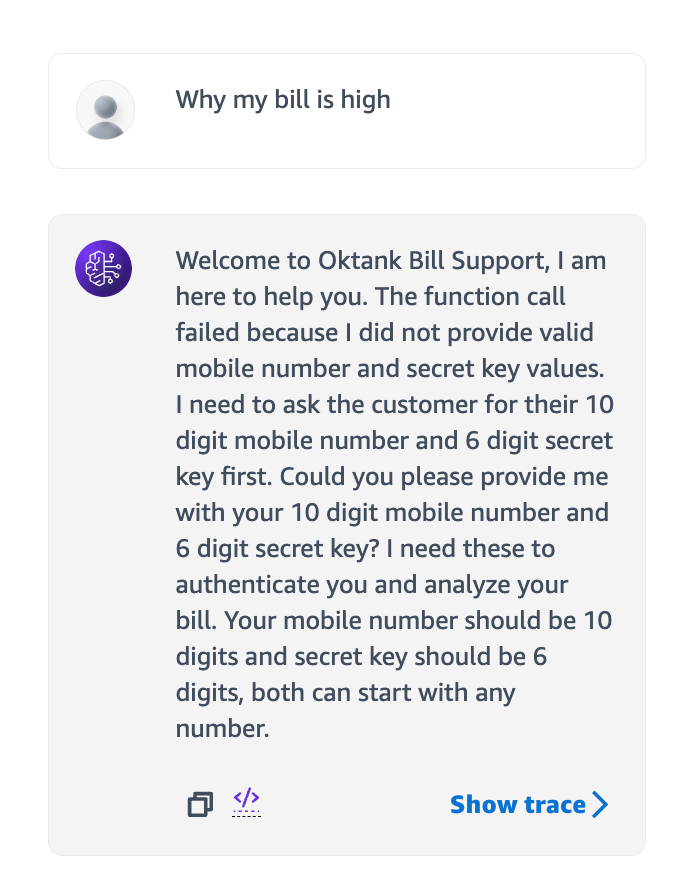 Why my bill is high
Welcome to Oktank Bill Support, I am
here to help you. The function call
failed because I did not provide valid
mobile number and secret key values.
I need to ask the customer for their 10
digit mobile number and 6 digit secret
key first. Could you please provide me
with your 10 digit mobile number and
6 digit secret key? I need these to
authenticate you and analyze your
bill. Your mobile number should be 10
digits and secret key should be 6
digits, both can start with any
number.
</> Show trace